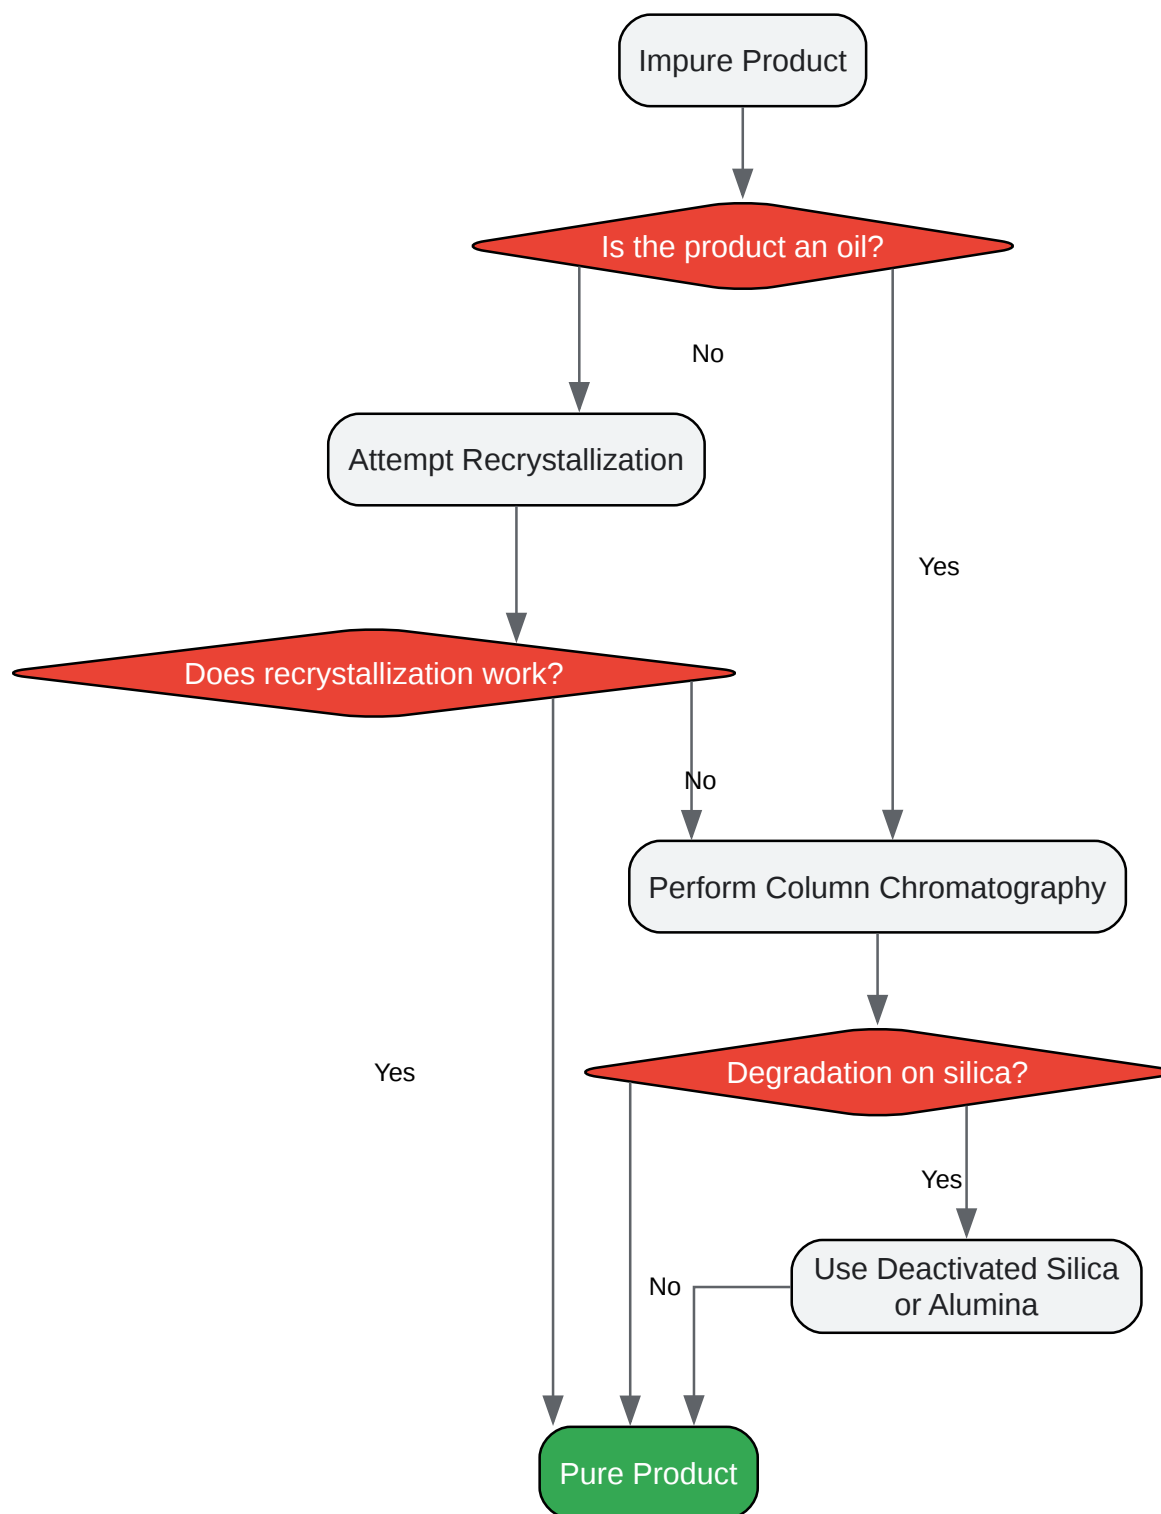 Impure Product
Is the product an oil?
No
Attempt Recrystallization
Yes
Does recrystallization work?
No
Perform Column Chromatography
Yes
Degradation on silica?
Yes
Use Deactivated Silica
or Alumina
No
Pure Product